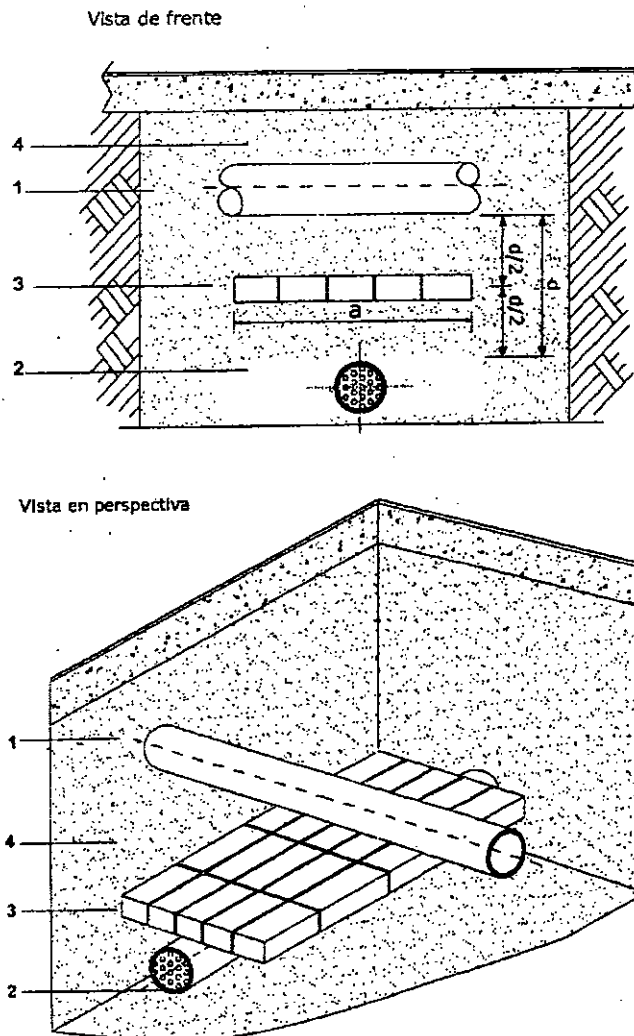 Vista de frente
4
1
3
2
d/2
d/2
d
a
Vista en perspectiva
1
4
3
2